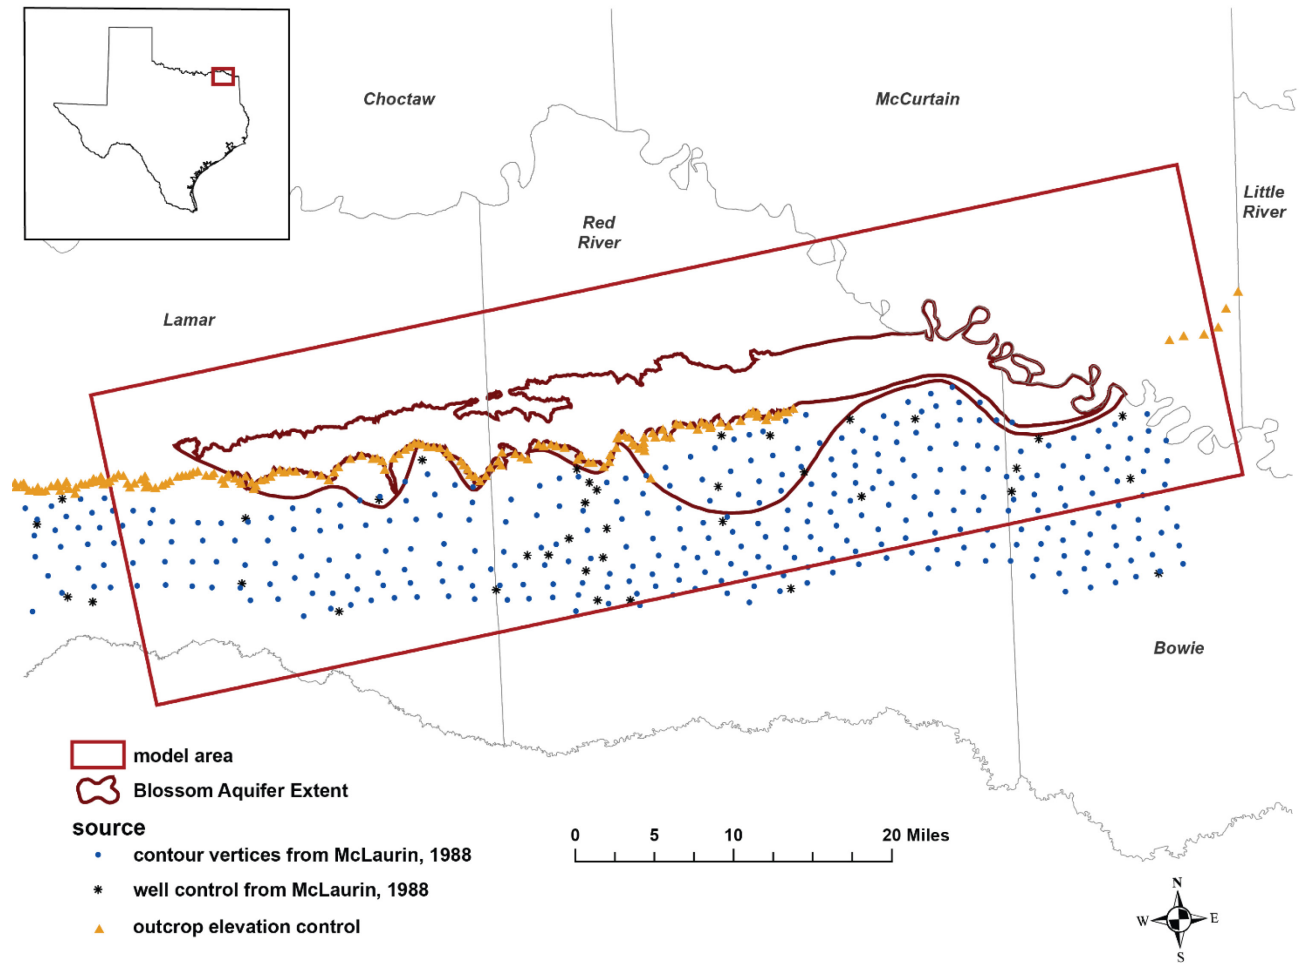 Choctaw
McCurtain
Little
River
Red
River
Lamar
Bowie
model area
Blossom Aquifer Extent
source
contour vertices from McLaurin, 1988
well control from McLaurin, 1988
outcrop elevation control
0 5 10 20 Miles
N
W E
S